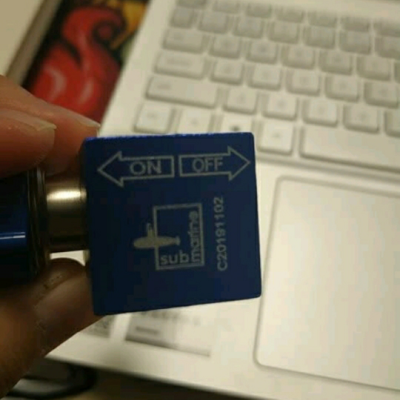 ON OFF
sub
marine
C20191102